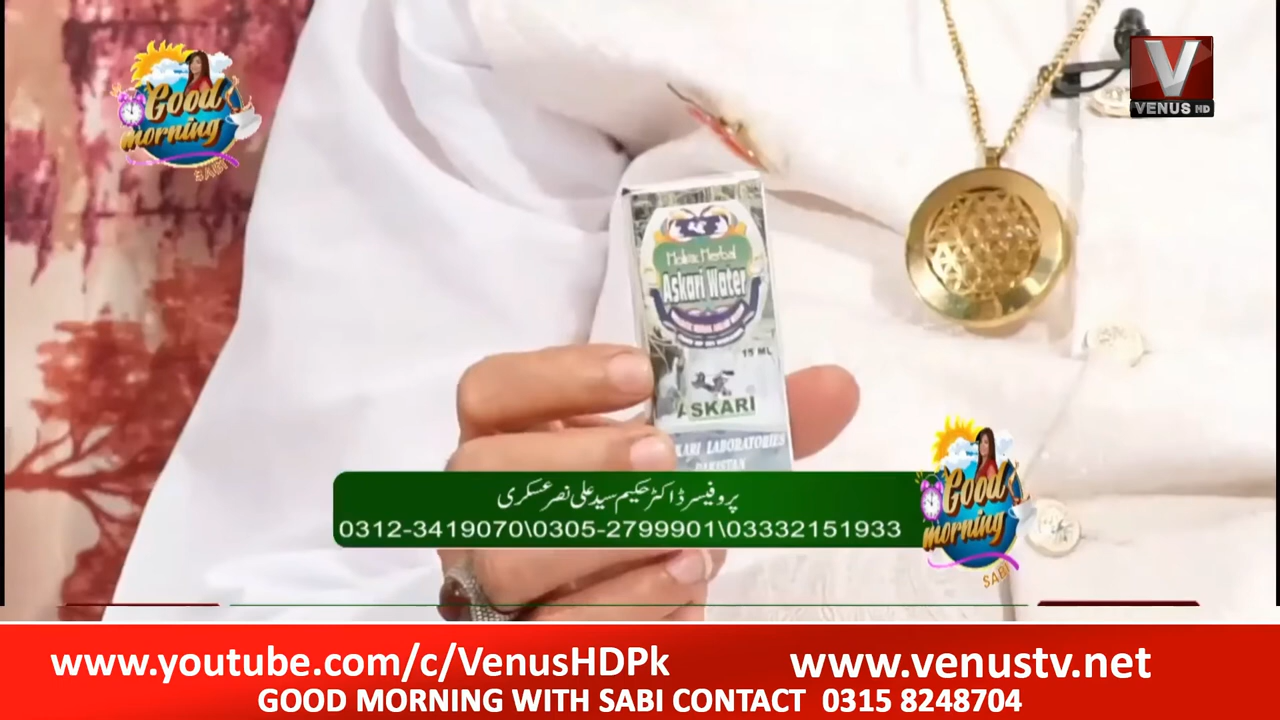 Good
morning
SABI
V
VENUS HD
Malix Herbal
Askari Water
15 ML
ASKARI
KARI LABORATORIES
PAKISTAN
پروفیسر ڈاکٹر حکیم سید علی نصر عسکری
0312-3419070\0305-2799901\03332151933
Good
morning
SABI
www.youtube.com/c/VenusHDPk
www.venustv.net
GOOD MORNING WITH SABI CONTACT 0315 8248704